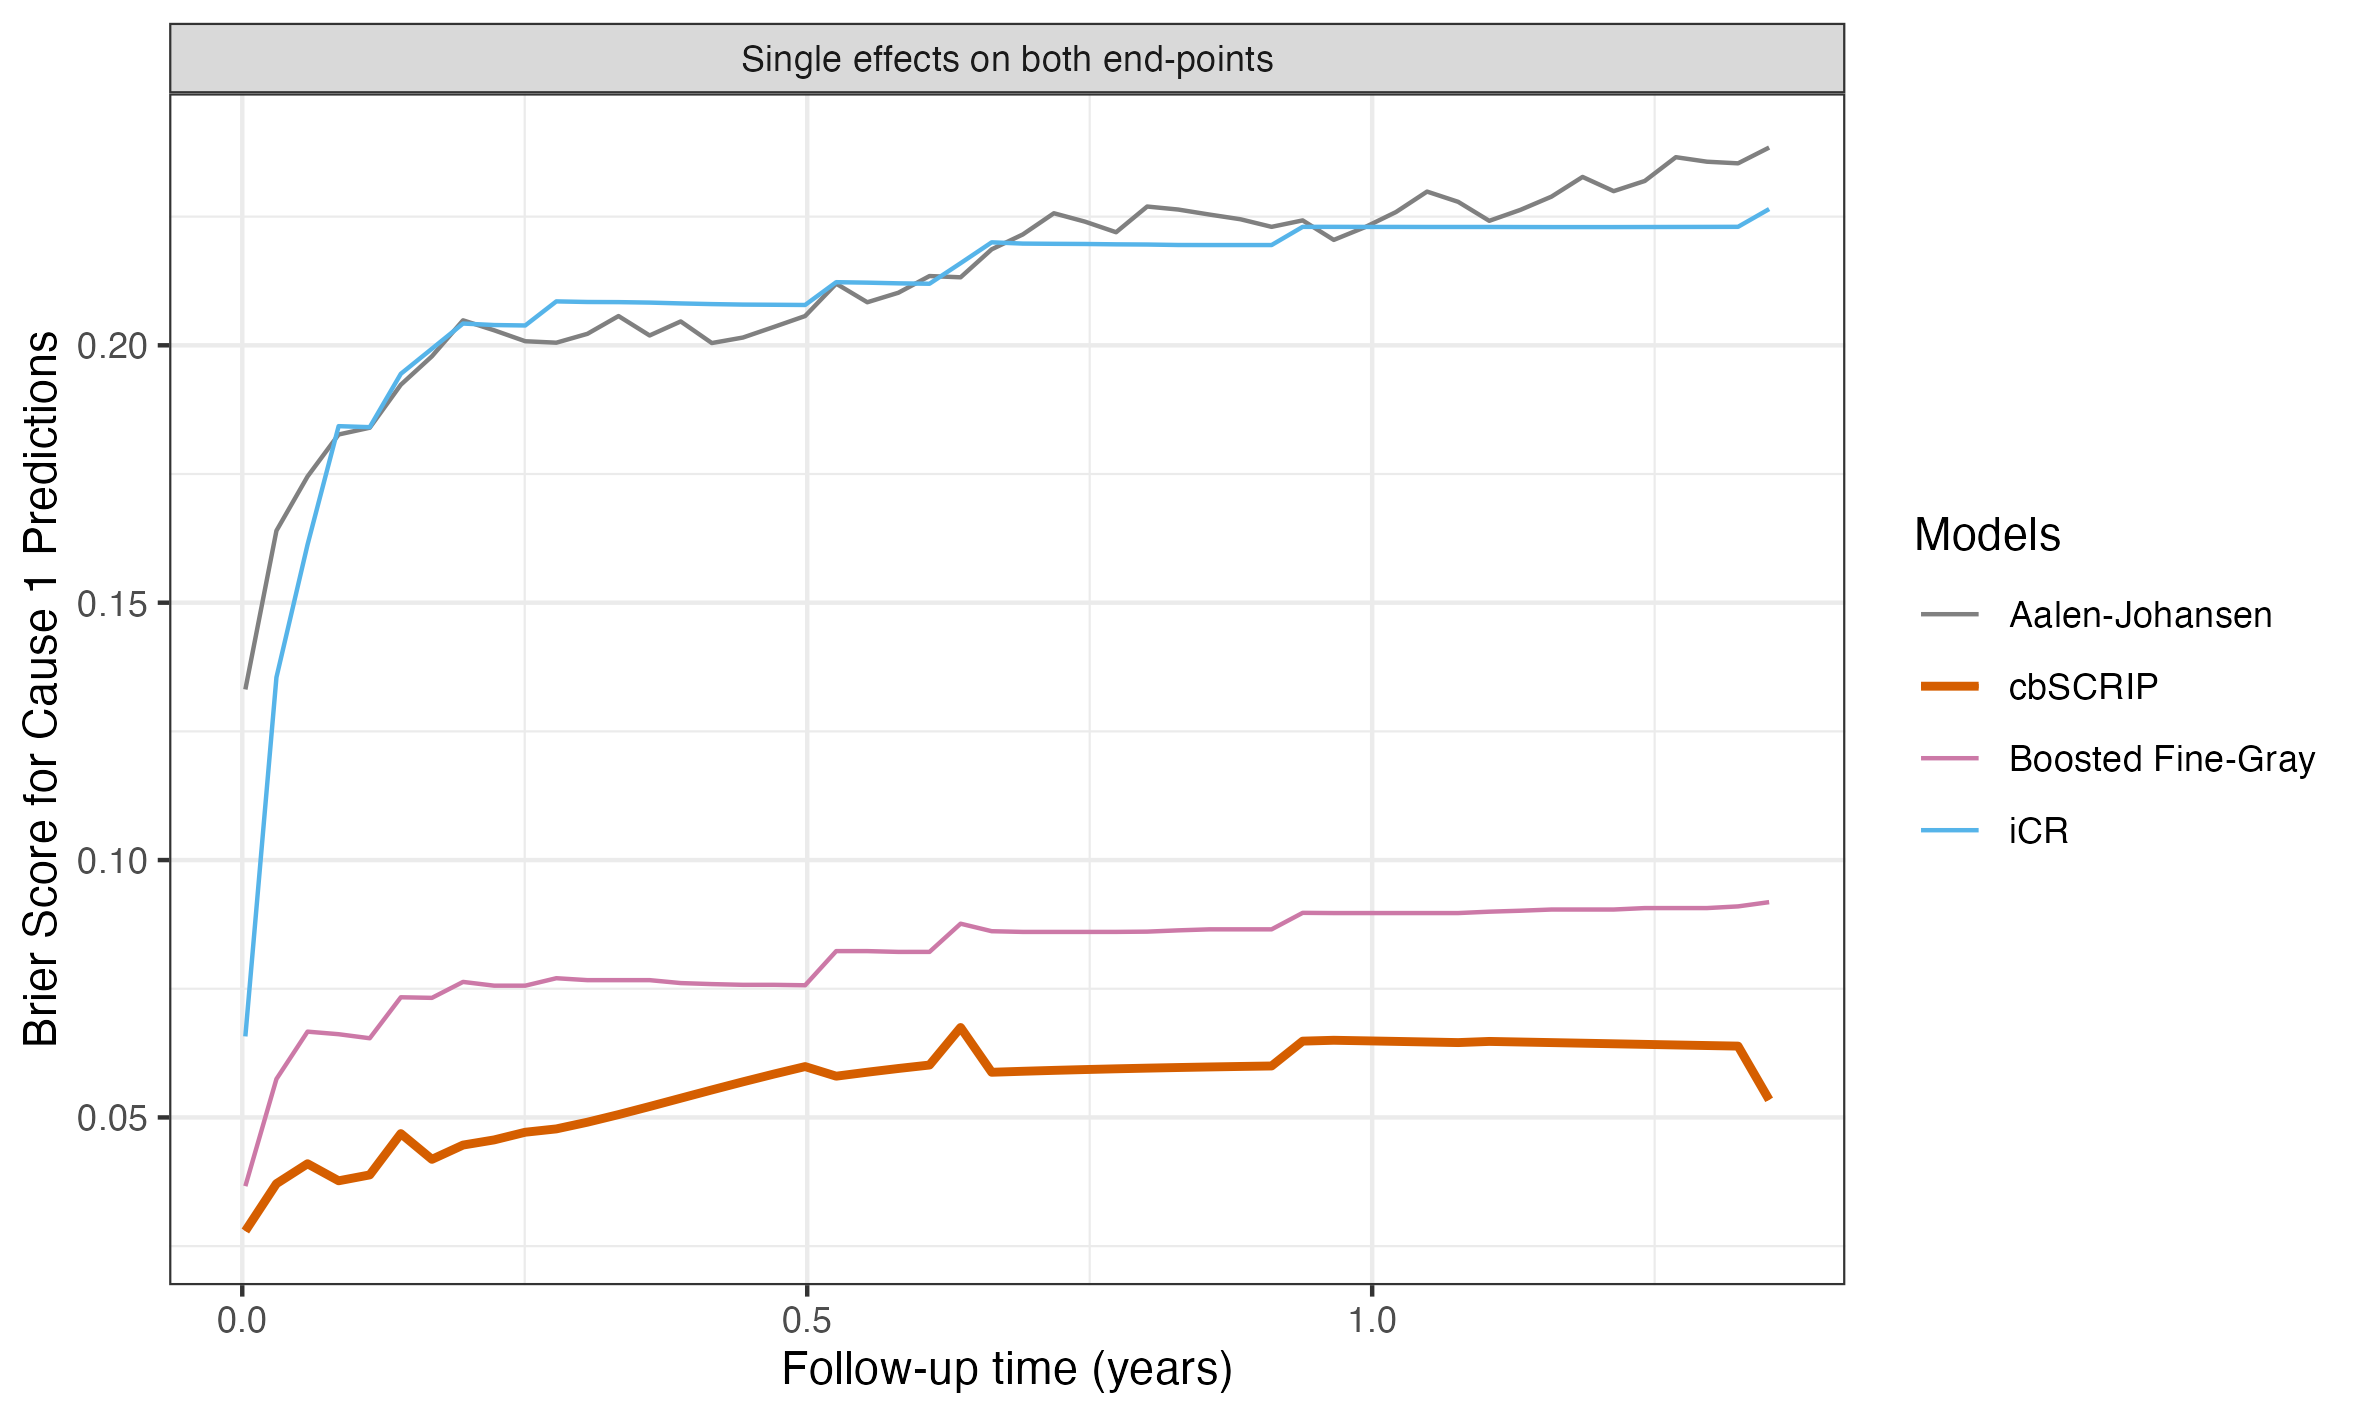 Single effects on both end-points
Brier Score for Cause 1 Predictions
0.20
0.15
0.10
0.05
0.0
0.5
1.0
Follow-up time (years)
Models
Aalen-Johansen
cbSCRIP
Boosted Fine-Gray
iCR